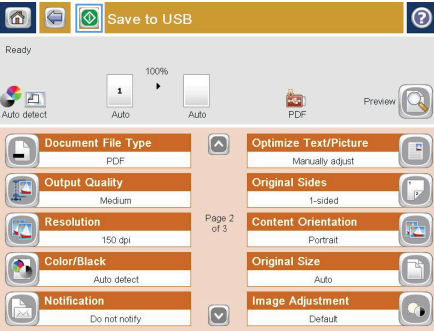 Save to USB
?
Ready
100%
1
Auto detect
Auto
Auto
PDF
Preview
Document File Type
PDF
Optimize Text/Picture
Manually adjust
Output Quality
Medium
Original Sides
1-sided
Resolution
150 dpi
Page 2
of 3
Content Orientation
Portrait
Color/Black
Auto detect
Original Size
Auto
Notification
Do not notify
Image Adjustment
Default